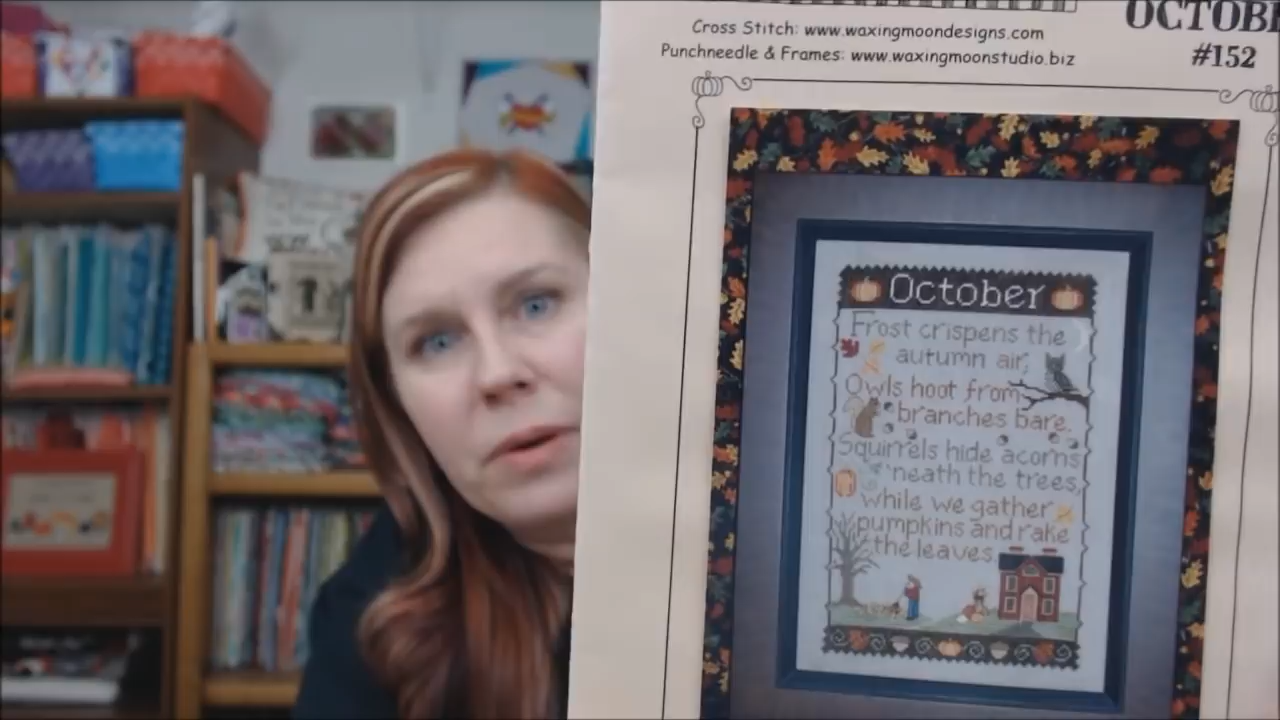 OCTOBE
#152
Cross Stitch: www.waxingmoondesigns.com
Punchneedle & Frames: www.waxingmoonstudio.biz
October
Frost crispens the
autumn air;
Owls hoot from
branches bare.
Squirrels hide acorns
'neath the trees,
while we gather
pumpkins and rake
the leaves.